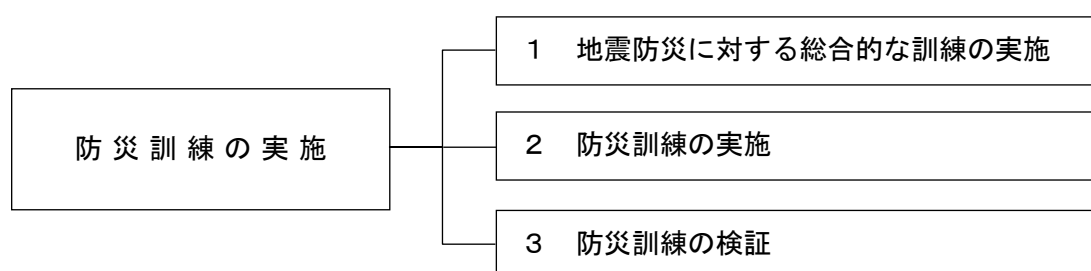 防災訓練の実施
１　地震防災に対する総合的な訓練の実施
２　防災訓練の実施
３　防災訓練の検証